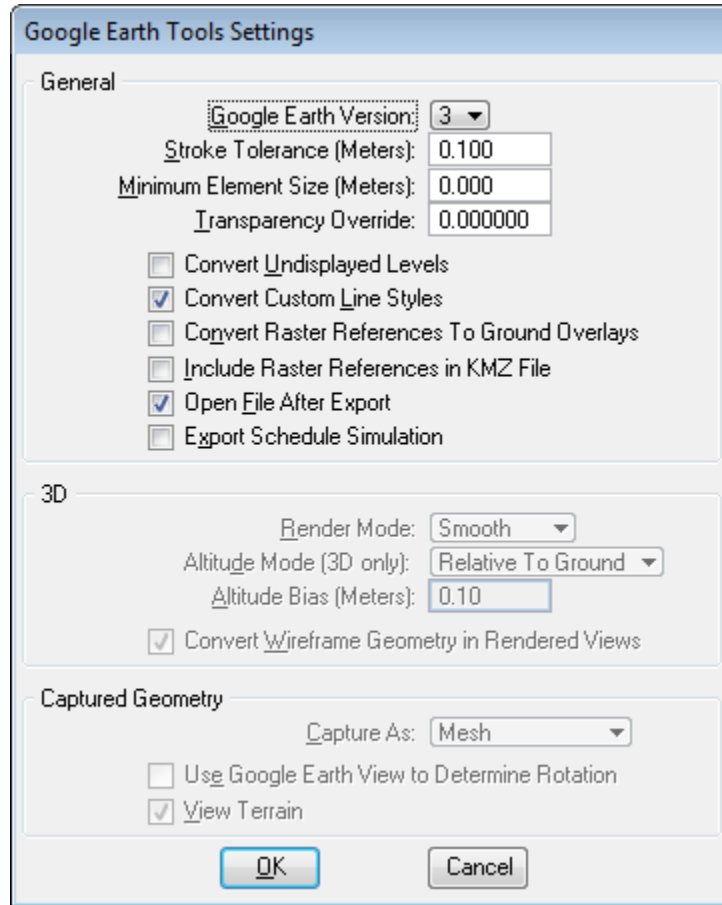 Google Earth Tools Settings
General
Google Earth Version: 3
Stroke Tolerance (Meters): 0.100
Minimum Element Size (Meters): 0.000
Transparency Override: 0.000000
Convert Undisplayed Levels
Convert Custom Line Styles
Convert Raster References To Ground Overlays
Include Raster References in KMZ File
Open File After Export
Export Schedule Simulation
3D
Render Mode: Smooth
Altitude Mode (3D only): Relative To Ground
Altitude Bias (Meters): 0.10
Convert Wireframe Geometry in Rendered Views
Captured Geometry
Capture As: Mesh
Use Google Earth View to Determine Rotation
View Terrain
OK Cancel